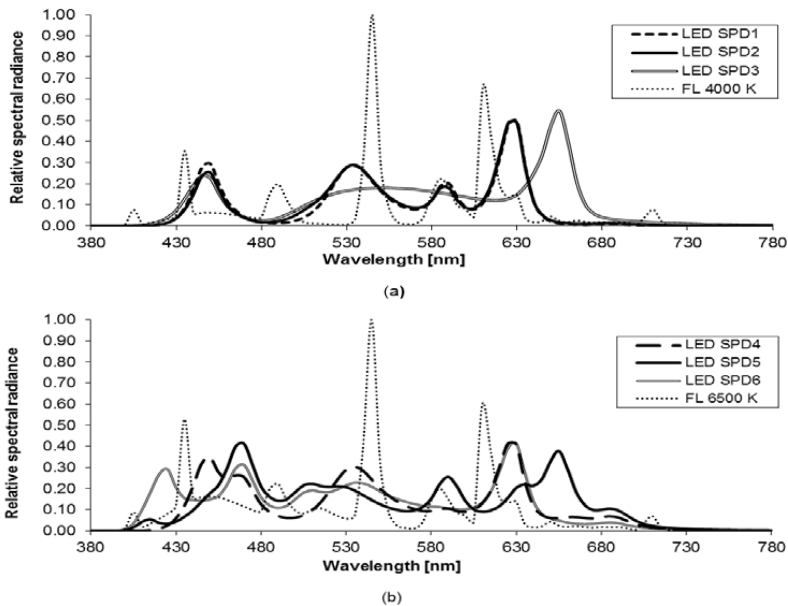 1.00
0.90
0.80
0.70
0.60
0.50
0.40
0.30
0.20
0.10
0.00
Relative spectral radiance
LED SPD1
LED SPD2
LED SPD3
FL 4000 K
380 430 480 530 580 630 680 730 780
Wavelength [nm]
(a)
1.00
0.90
0.80
0.70
0.60
0.50
0.40
0.30
0.20
0.10
0.00
Relative spectral radiance
LED SPD4
LED SPD5
LED SPD6
FL 6500 K
380 430 480 530 580 630 680 730 780
Wavelength [nm]
(b)